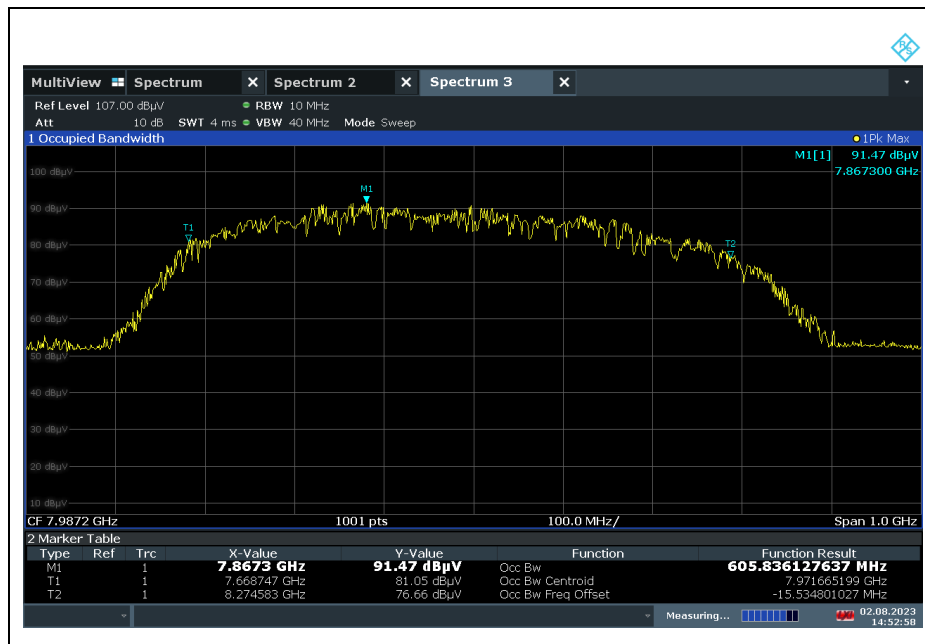 R&S
MultiView Spectrum X Spectrum 2 X Spectrum 3 X
Ref Level 107.00 dBµV RBW 10 MHz
Att 10 dB SWT 4 ms VBW 40 MHz Mode Sweep
1 Occupied Bandwidth 1Pk Max
M1[1] 91.47 dBµV
7.867300 GHz
100 dBµV
M1
90 dBµV
T1
80 dBµV
T2
70 dBµV
60 dBµV
50 dBµV
40 dBµV
30 dBµV
20 dBµV
10 dBµV
CF 7.9872 GHz 1001 pts 100.0 MHz/ Span 1.0 GHz
2 Marker Table
Type Ref Trc X-Value Y-Value Function Function Result
M1 1 7.8673 GHz 91.47 dBµV Occ Bw 605.836127637 MHz
T1 1 7.668747 GHz 81.05 dBµV Occ Bw Centroid 7.971665199 GHz
T2 1 8.274583 GHz 76.66 dBµV Occ Bw Freq Offset -15.534801027 MHz
Measuring... 02.08.2023
14:52:58